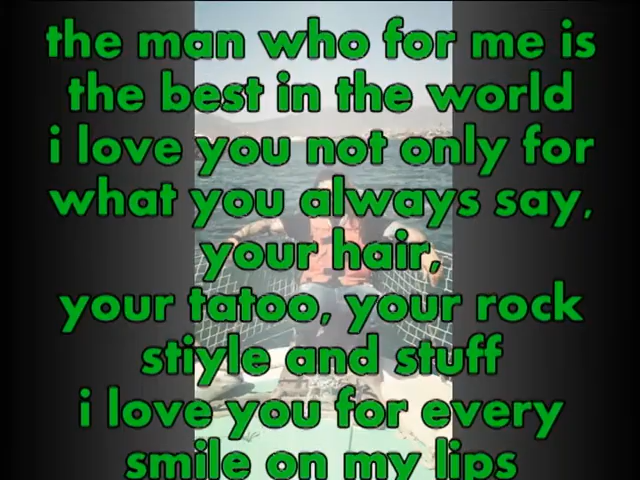 the man who for me is
the best in the world
i love you not only for
what you always say,
your hair,
your tatoo, your rock
stiyle and stuff
i love you for every
smile on my lips